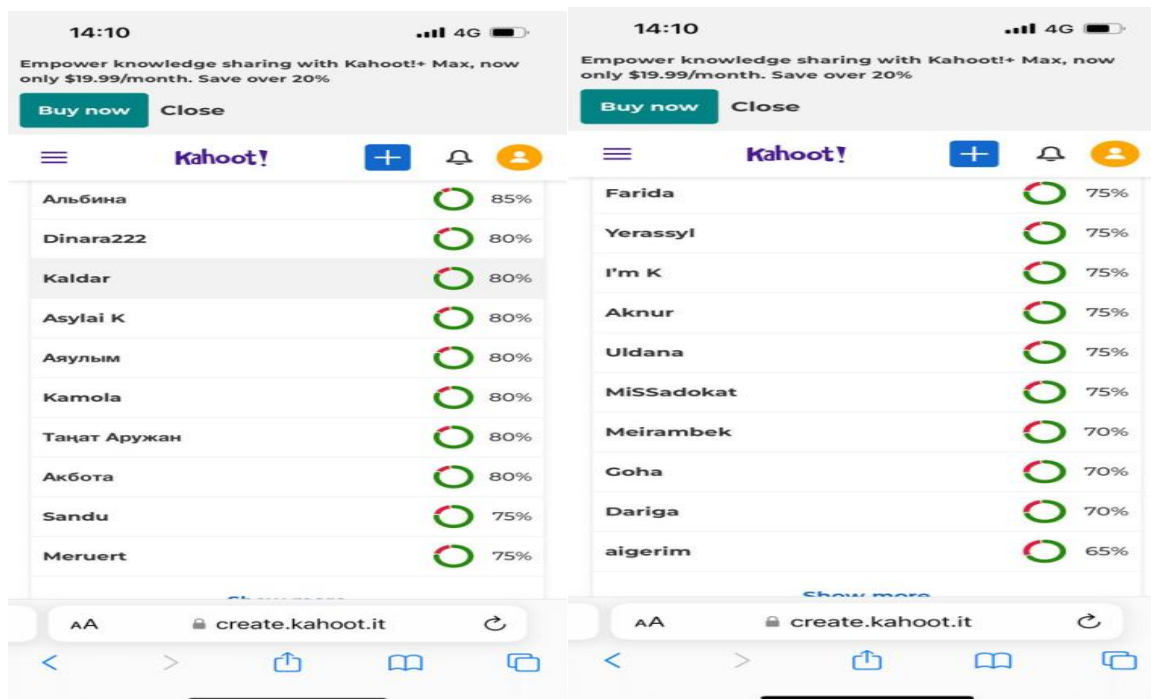 14:10
4G
Empower knowledge sharing with Kahoot!+ Max, now
only $19.99/month. Save over 20%
Buy now Close
Kahoot!
Альбина 85%
Dinara222 80%
Kaldar 80%
Asylai K 80%
Аяулым 80%
Kamola 80%
Таңат Аружан 80%
Акбота 80%
Sandu 75%
Meruert 75%
AA create.kahoot.it
14:10
4G
Empower knowledge sharing with Kahoot!+ Max, now
only $19.99/month. Save over 20%
Buy now Close
Kahoot!
Farida 75%
Yerassyl 75%
I'm K 75%
Aknur 75%
Uldana 75%
MiSSadokat 75%
Meirambek 70%
Goha 70%
Dariga 70%
aigerim 65%
Show more
AA create.kahoot.it